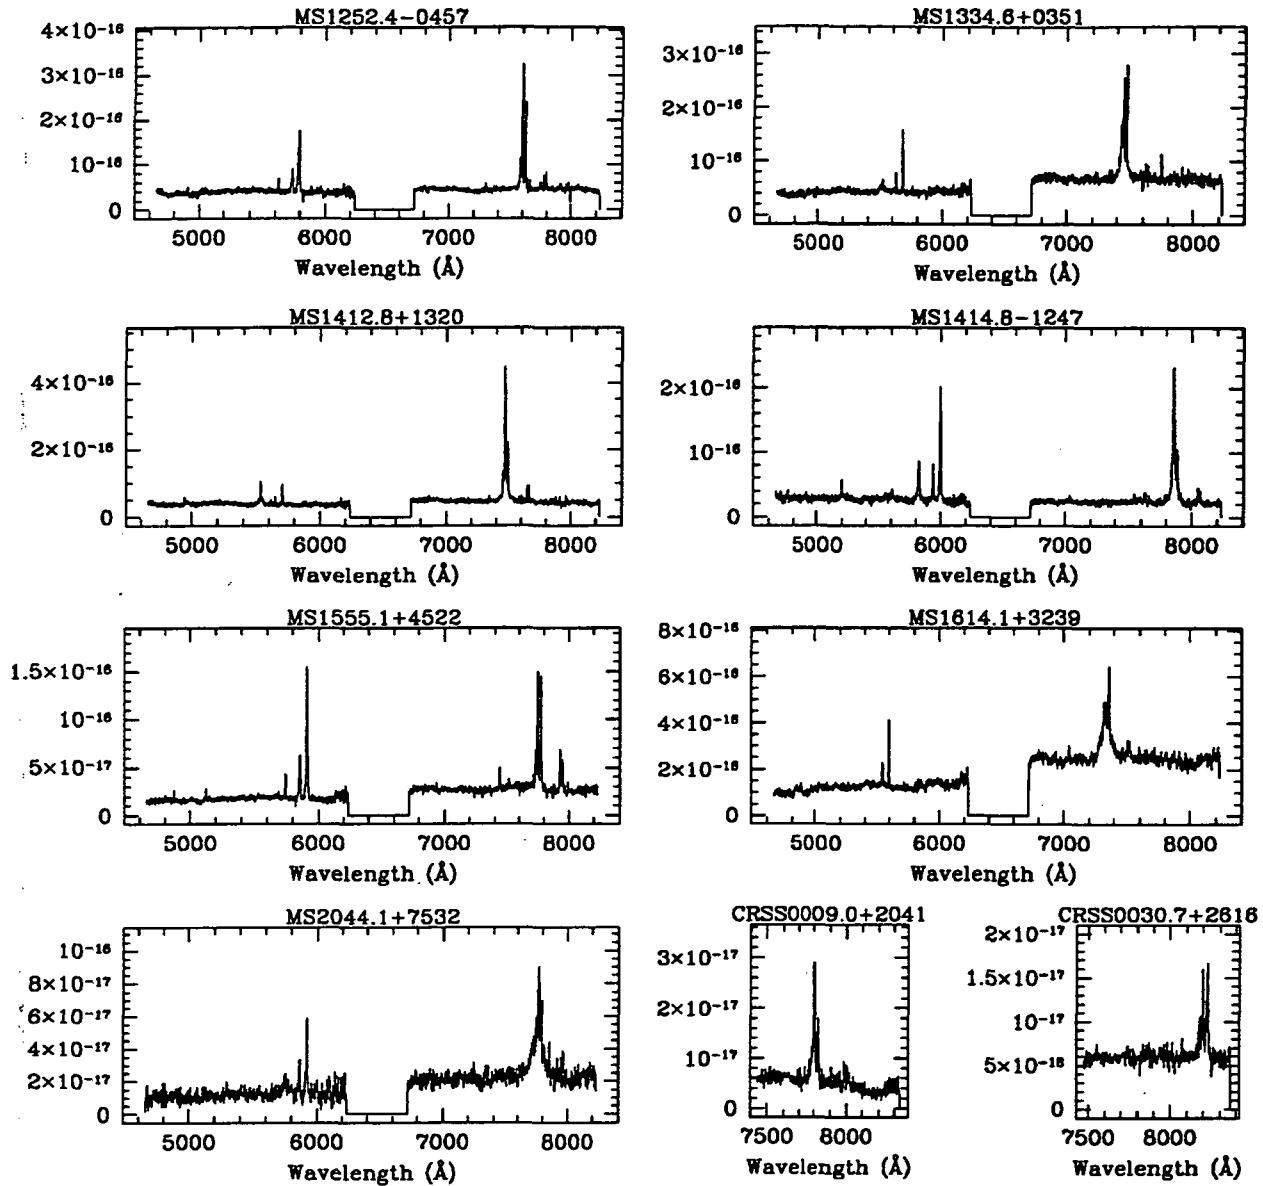 MS1252.4−0457
4×10⁻¹⁶
3×10⁻¹⁶
2×10⁻¹⁶
10⁻¹⁶
0
5000 6000 7000 8000
Wavelength (Å)
MS1334.6+0351
3×10⁻¹⁶
2×10⁻¹⁶
10⁻¹⁶
0
5000 6000 7000 8000
Wavelength (Å)
MS1412.8+1320
4×10⁻¹⁶
2×10⁻¹⁶
0
5000 6000 7000 8000
Wavelength (Å)
MS1414.8−1247
2×10⁻¹⁶
10⁻¹⁶
0
5000 6000 7000 8000
Wavelength (Å)
MS1555.1+4522
1.5×10⁻¹⁶
10⁻¹⁶
5×10⁻¹⁷
0
5000 6000 7000 8000
Wavelength (Å)
MS1614.1+3239
8×10⁻¹⁶
6×10⁻¹⁶
4×10⁻¹⁶
2×10⁻¹⁶
0
5000 6000 7000 8000
Wavelength (Å)
MS2044.1+7532
10⁻¹⁶
8×10⁻¹⁷
6×10⁻¹⁷
4×10⁻¹⁷
2×10⁻¹⁷
0
5000 6000 7000 8000
Wavelength (Å)
CRSS0009.0+2041
3×10⁻¹⁷
2×10⁻¹⁷
10⁻¹⁷
0
7500 8000
Wavelength (Å)
CRSS0030.7+2616
2×10⁻¹⁷
1.5×10⁻¹⁷
10⁻¹⁷
5×10⁻¹⁸
0
7500 8000
Wavelength (Å)